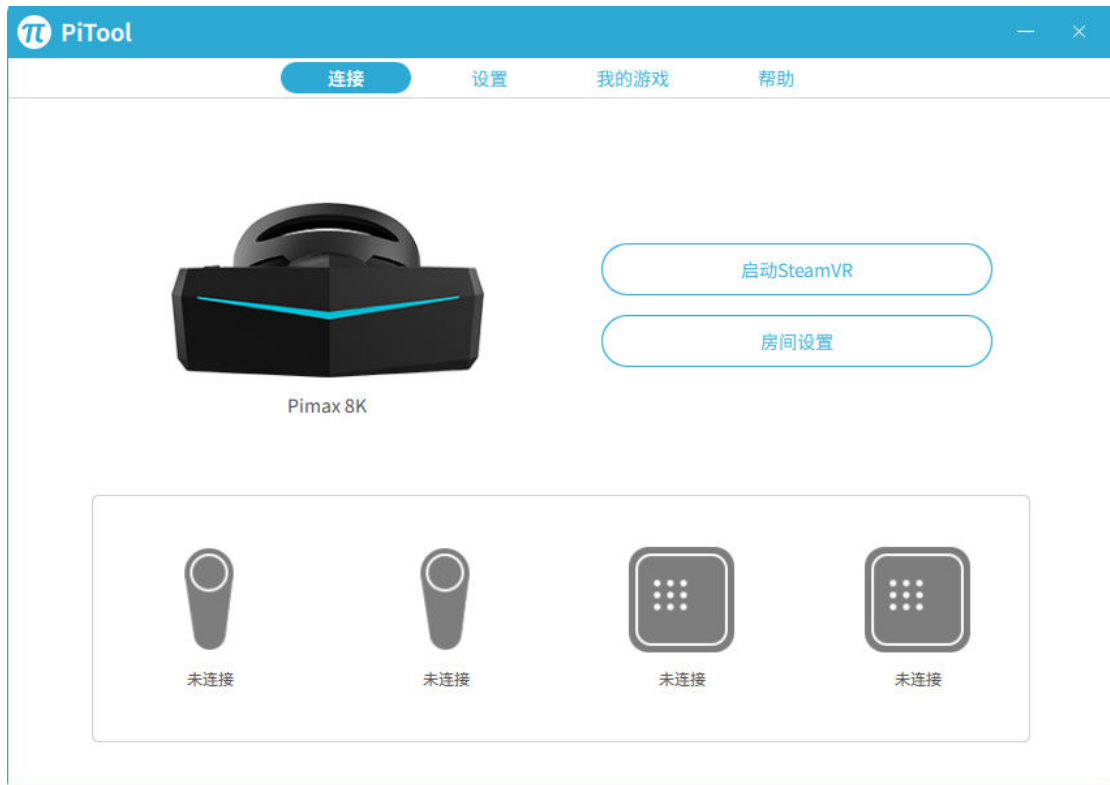 π PiTool
连接 设置 我的游戏 帮助
启动SteamVR
房间设置
Pimax 8K
未连接 未连接 未连接 未连接